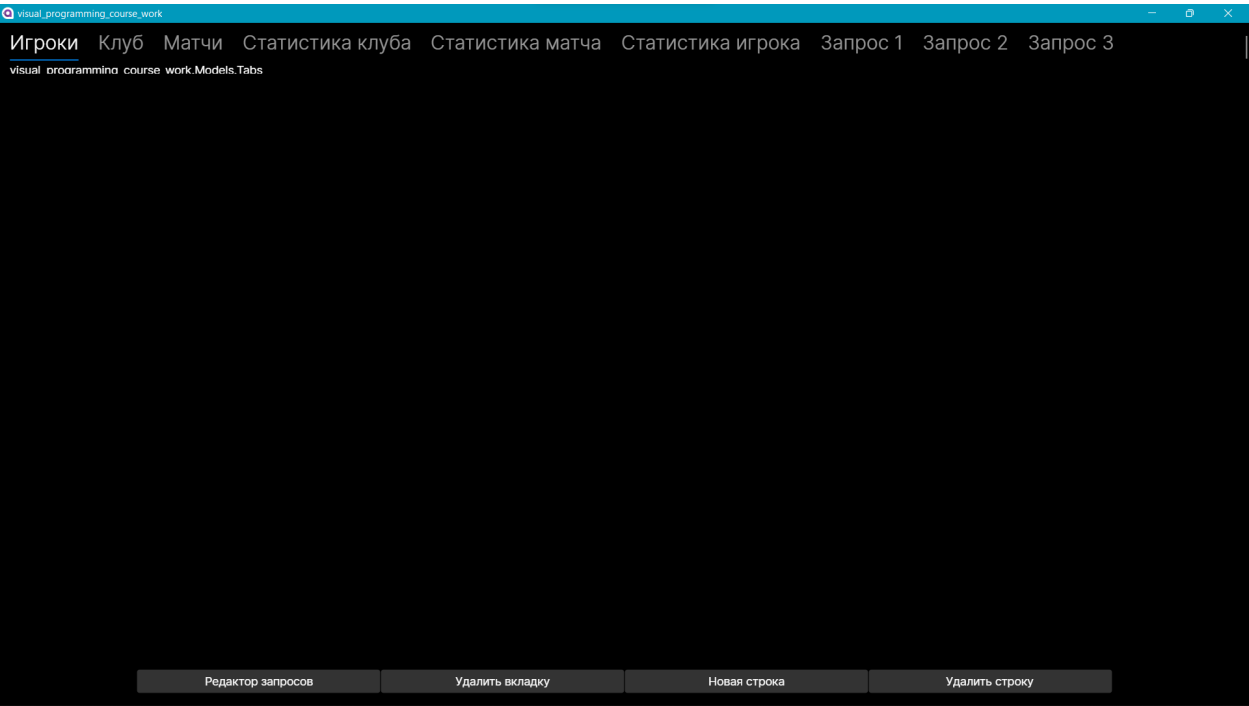 visual_programming_course_work
Игроки Клуб Матчи Статистика клуба Статистика матча Статистика игрока Запрос 1 Запрос 2 Запрос 3
visual_programming_course_work.Models.Tabs
Редактор запросов Удалить вкладку Новая строка Удалить строку